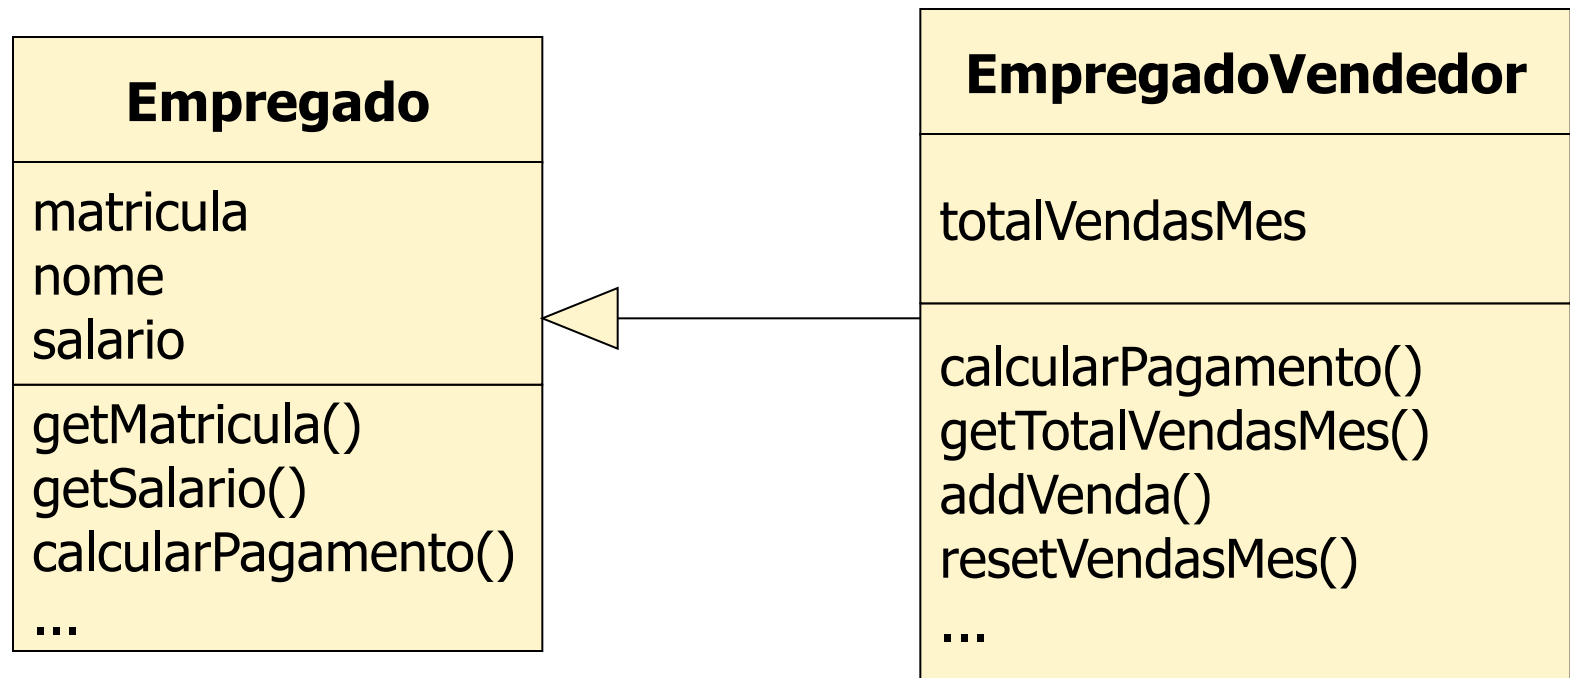 Empregado
matricula
nome
salario
getMatricula()
getSalario()
calcularPagamento()
...
EmpregadoVendedor
totalVendasMes
calcularPagamento()
getTotalVendasMes()
addVenda()
resetVendasMes()
...